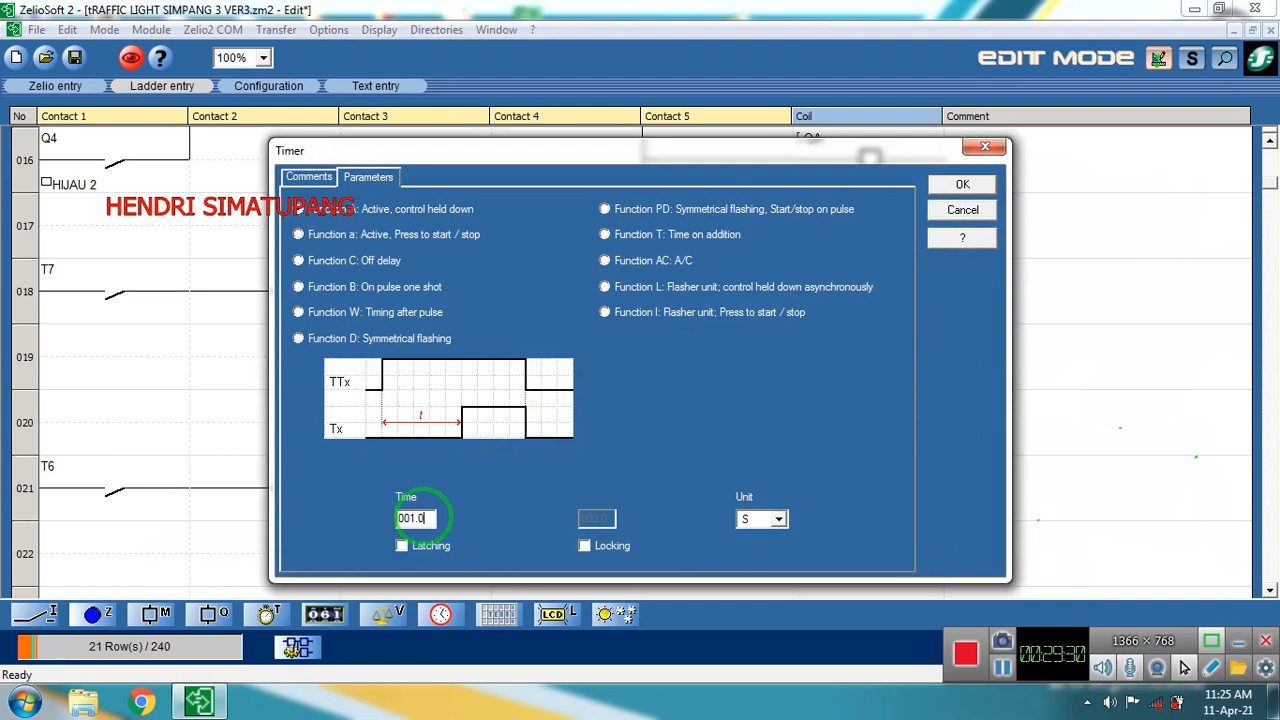 ZelioSoft 2 - [tRAFFIC LIGHT SIMPANG 3 VER3.zm2 - Edit*]
File Edit Mode Module Zelio2 COM Transfer Options Display Directories Window ?
100% EDIT MODE S
Zelio entry Ladder entry Configuration Text entry
No Contact 1 Contact 2 Contact 3 Contact 4 Contact 5 Coil Comment
Q4
016
HIJAU 2
017
T7
018
019
020
T6
021
022
HENDRI SIMATUPANG
Timer
Comments Parameters
Active, control held down
Function a: Active, Press to start / stop
Function C: Off delay
Function B: On pulse one shot
Function W: Timing after pulse
Function D: Symmetrical flashing
Function PD: Symmetrical flashing, Start/stop on pulse
Function T: Time on addition
Function AC: A/C
Function L: Flasher unit; control held down asynchronously
Function l: Flasher unit; Press to start / stop
OK
Cancel
?
TTx
t
Tx
Time
001.0
Latching
000.0
Locking
Unit
S
I Z M Q T 061 V TEXT LCD L
21 Row(s) / 240
Ready
00:29:30
1366 × 768
11:25 AM
11-Apr-21